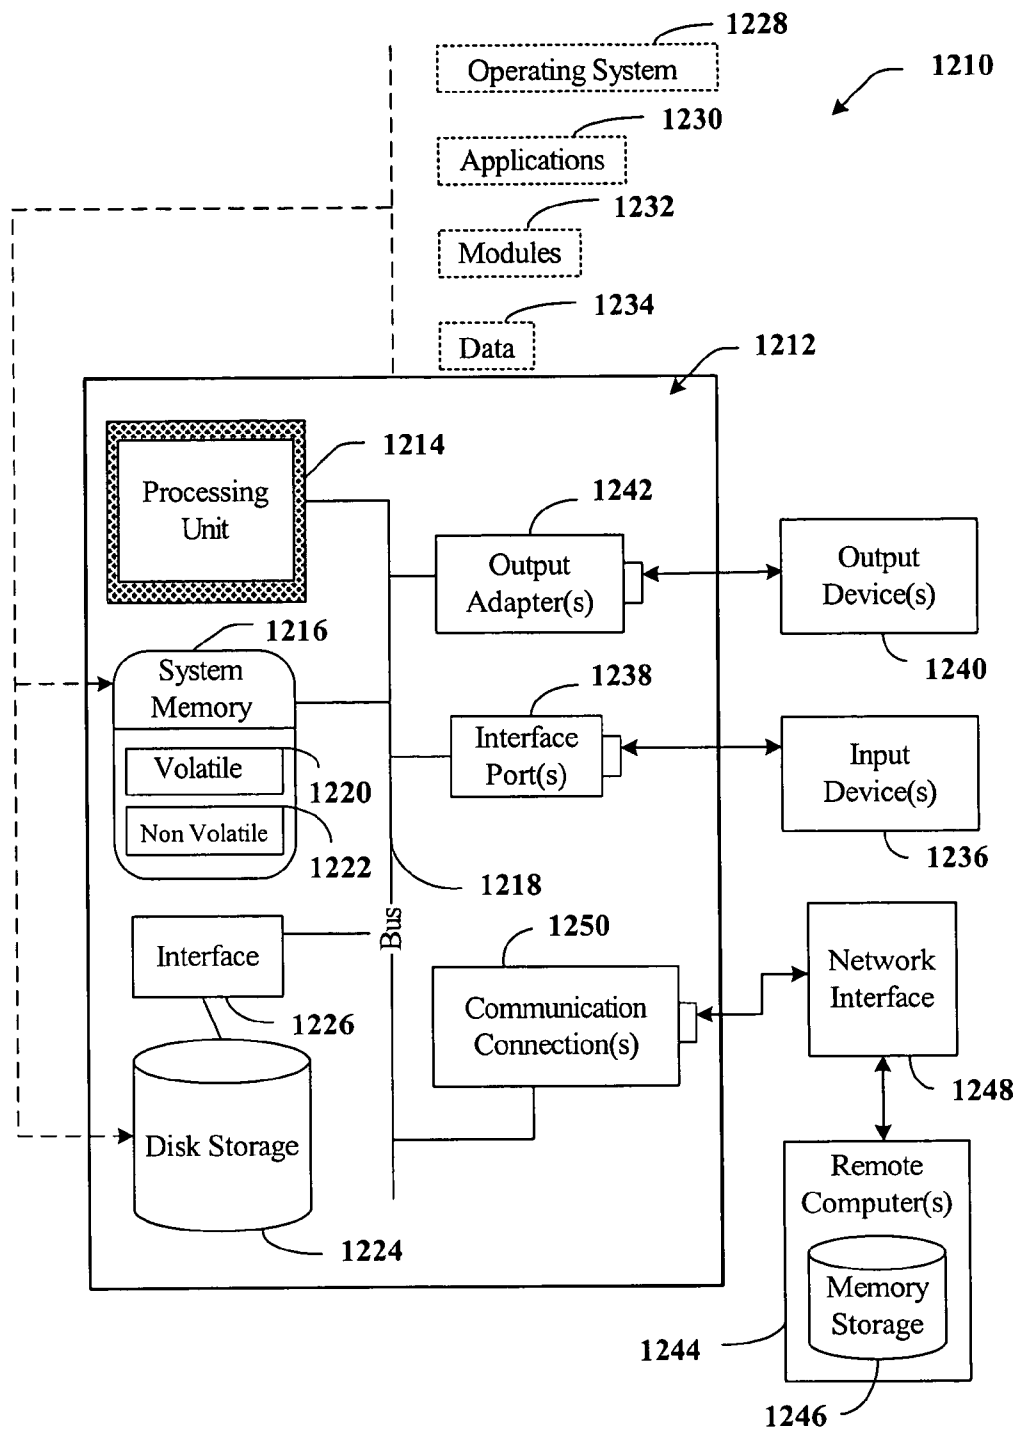 1228
Operating System
1210
1230
Applications
1232
Modules
1234
Data
1212
1214
Processing
Unit
1242
Output
Adapter(s)
Output
Device(s)
1240
1216
System
Memory
Volatile
1220
Non Volatile
1222
1238
Interface
Port(s)
Input
Device(s)
1236
1218
Bus
Interface
1226
1250
Communication
Connection(s)
Network
Interface
1248
Disk Storage
1224
Remote
Computer(s)
Memory
Storage
1244
1246